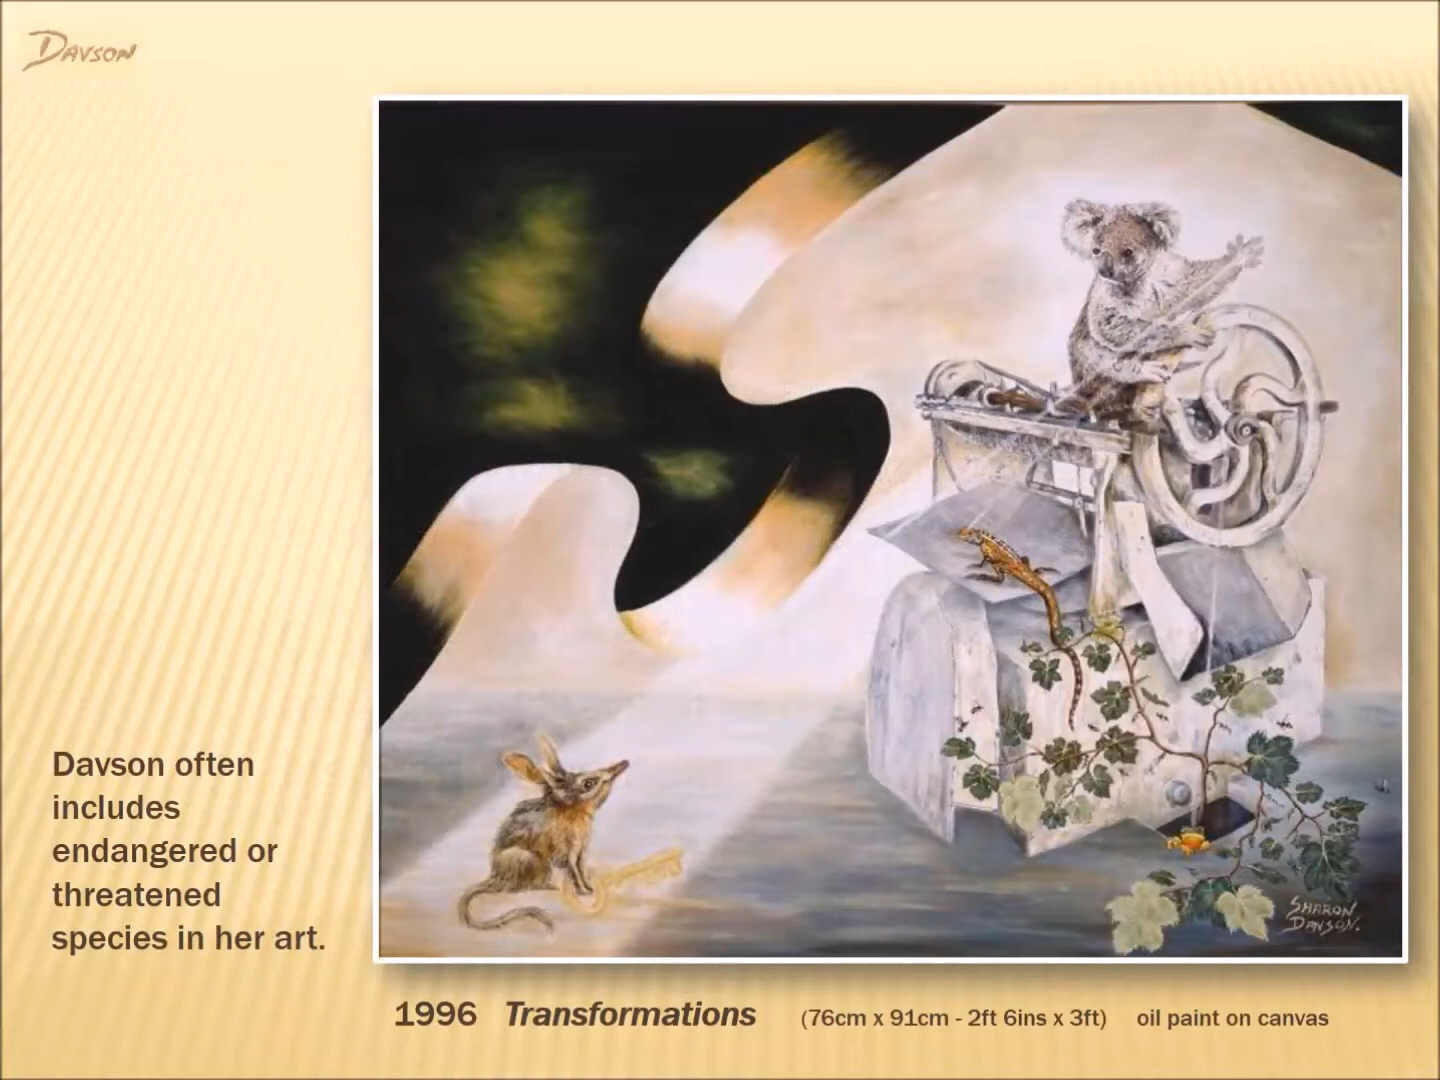 DAVSON
Davson often
includes
endangered or
threatened
species in her art.
SHARON
DAVSON.
1996 Transformations (76cm x 91cm - 2ft 6ins x 3ft) oil paint on canvas